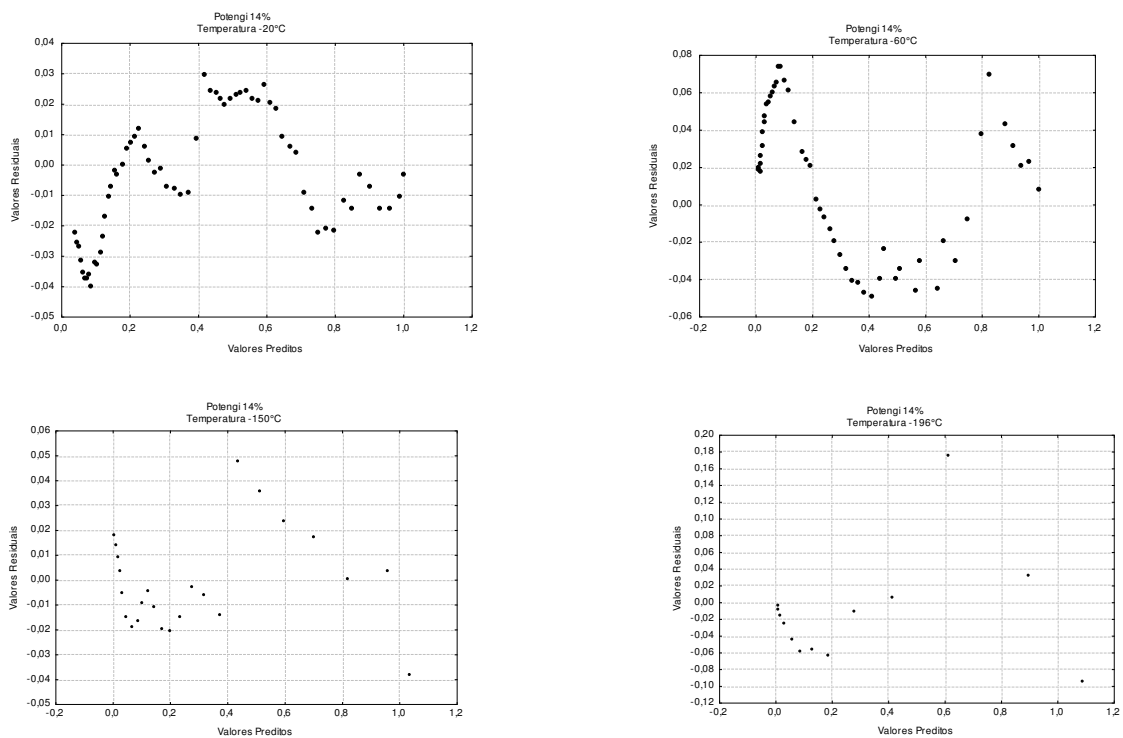 Potengi 14%
Temperatura -20°C
0,04
0,03
0,02
0,01
0,00
-0,01
-0,02
-0,03
-0,04
-0,05
Valores Residuais
0,0 0,2 0,4 0,6 0,8 1,0 1,2
Valores Preditos
Potengi 14%
Temperatura -60°C
0,08
0,06
0,04
0,02
0,00
-0,02
-0,04
-0,06
Valores Residuais
-0,2 0,0 0,2 0,4 0,6 0,8 1,0 1,2
Valores Preditos
Potengi 14%
Temperatura -150°C
0,06
0,05
0,04
0,03
0,02
0,01
0,00
-0,01
-0,02
-0,03
-0,04
-0,05
Valores Residuais
-0,2 0,0 0,2 0,4 0,6 0,8 1,0 1,2
Valores Preditos
Potengi 14%
Temperatura -196°C
0,20
0,18
0,16
0,14
0,12
0,10
0,08
0,06
0,04
0,02
0,00
-0,02
-0,04
-0,06
-0,08
-0,10
-0,12
Valores Residuais
-0,2 0,0 0,2 0,4 0,6 0,8 1,0 1,2
Valores Preditos